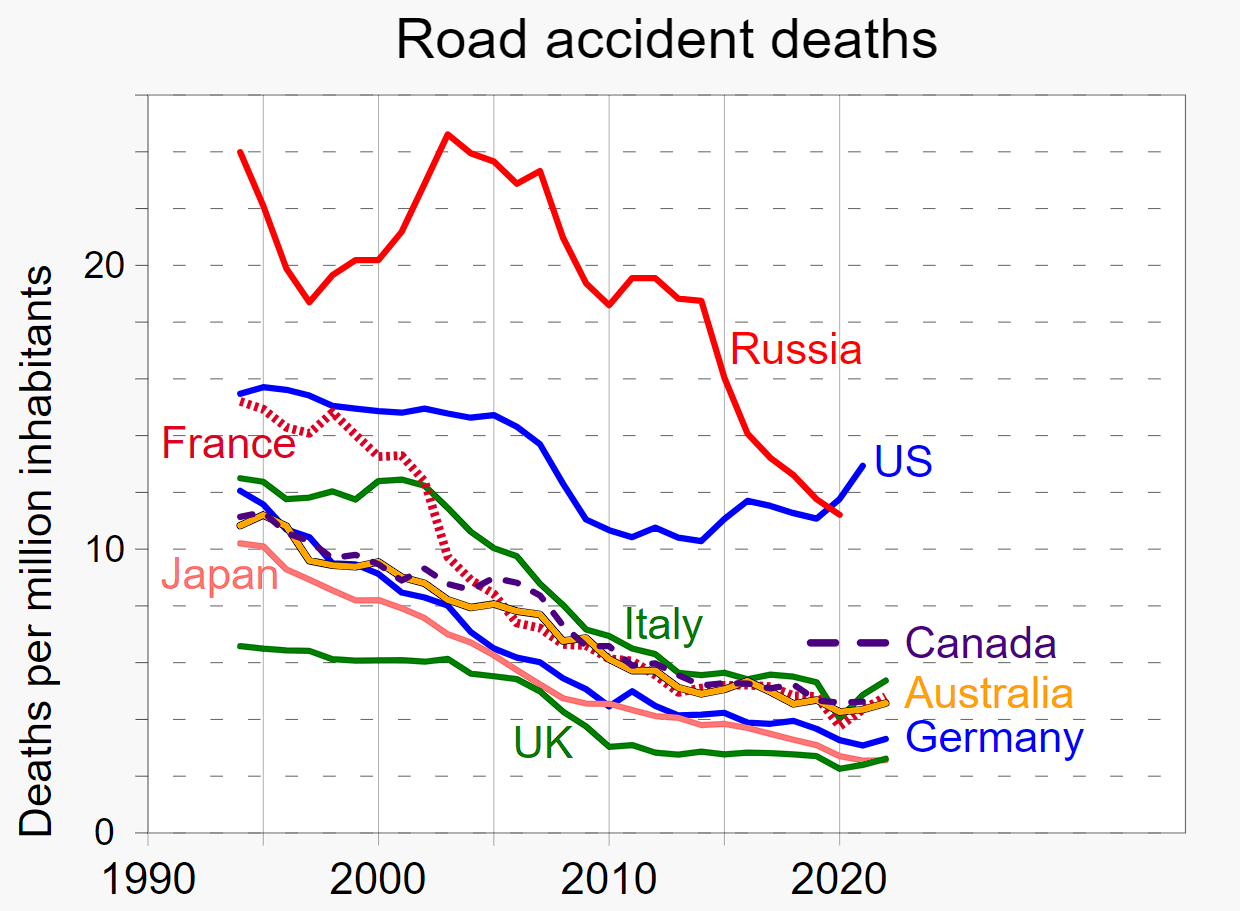 Road accident deaths
Deaths per million inhabitants
20
10
0
1990
2000
2010
2020
Russia
US
France
Japan
Italy
UK
Canada
Australia
Germany